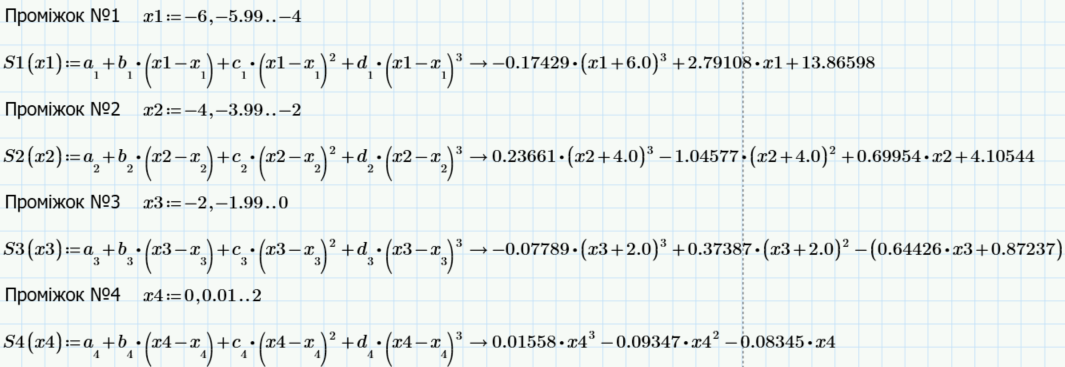 Проміжок №1 x1:=−6,−5.99..−4
S1(x1):=a₁+b₁·(x1−x₁)+c₁·(x1−x₁)²+d₁·(x1−x₁)³→−0.17429·(x1+6.0)³+2.79108·x1+13.86598
Проміжок №2 x2:=−4,−3.99..−2
S2(x2):=a₂+b₂·(x2−x₂)+c₂·(x2−x₂)²+d₂·(x2−x₂)³→0.23661·(x2+4.0)³−1.04577·(x2+4.0)²+0.69954·x2+4.10544
Проміжок №3 x3:=−2,−1.99..0
S3(x3):=a₃+b₃·(x3−x₃)+c₃·(x3−x₃)²+d₃·(x3−x₃)³→−0.07789·(x3+2.0)³+0.37387·(x3+2.0)²−(0.64426·x3+0.87237)
Проміжок №4 x4:=0,0.01..2
S4(x4):=a₄+b₄·(x4−x₄)+c₄·(x4−x₄)²+d₄·(x4−x₄)³→0.01558·x4³−0.09347·x4²−0.08345·x4